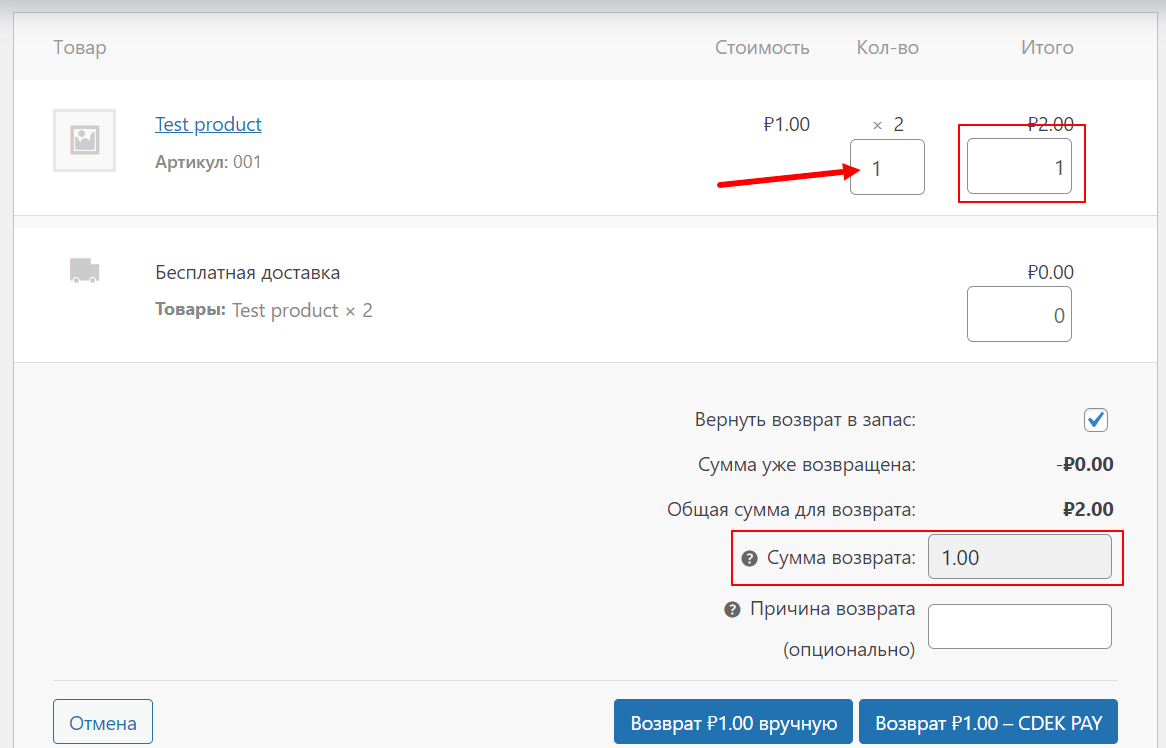 Товар Стоимость Кол-во Итого
Test product ₽1.00 × 2 ₽2.00
Артикул: 001 1 1
Бесплатная доставка ₽0.00
Товары: Test product × 2 0
Вернуть возврат в запас:
Сумма уже возвращена: -₽0.00
Общая сумма для возврата: ₽2.00
? Сумма возврата: 1.00
? Причина возврата
(опционально)
Отмена Возврат ₽1.00 вручную Возврат ₽1.00 – CDEK PAY